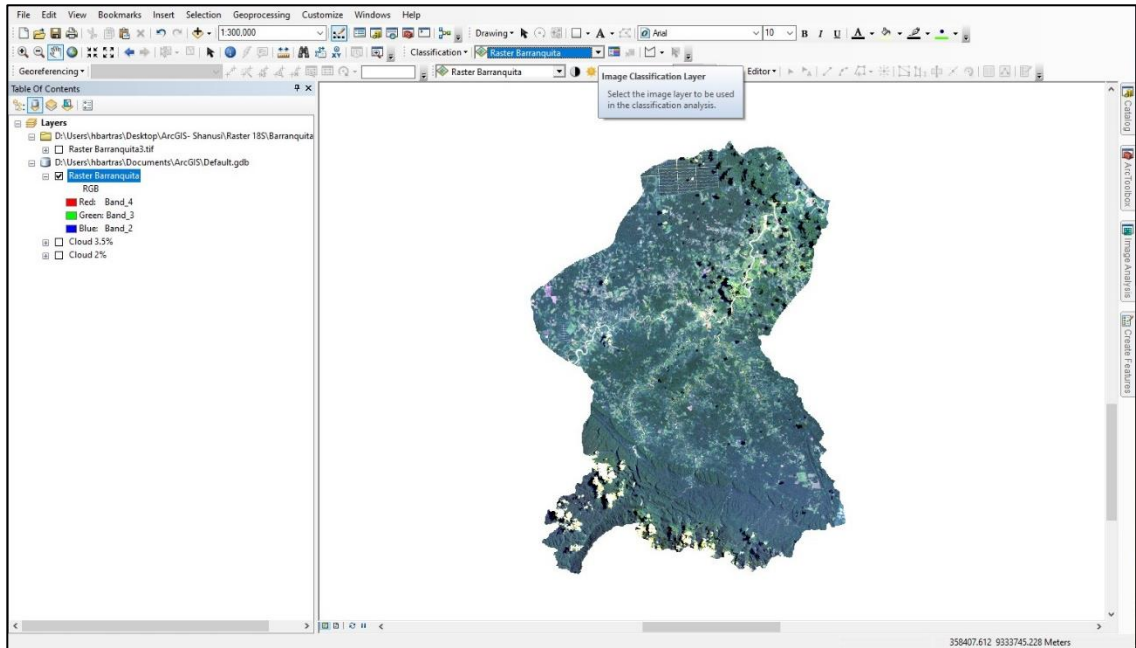 File Edit View Bookmarks Insert Selection Geoprocessing Customize Windows Help
1:300,000 Drawing Arial 10 B I U A
Classification Raster Barranquita
Georeferencing Raster Barranquita Editor
Image Classification Layer
Select the image layer to be used
in the classification analysis.
Table Of Contents
Layers
D:\Users\hbartras\Desktop\ArcGIS- Shanusi\Raster 18S\Barranquita
Raster Barranquita3.tif
D:\Users\hbartras\Documents\ArcGIS\Default.gdb
Raster Barranquita
RGB
Red: Band_4
Green: Band_3
Blue: Band_2
Cloud 3.5%
Cloud 2%
Catalog
ArcToolbox
Image Analysis
Create Features
358407.612 9333745.228 Meters